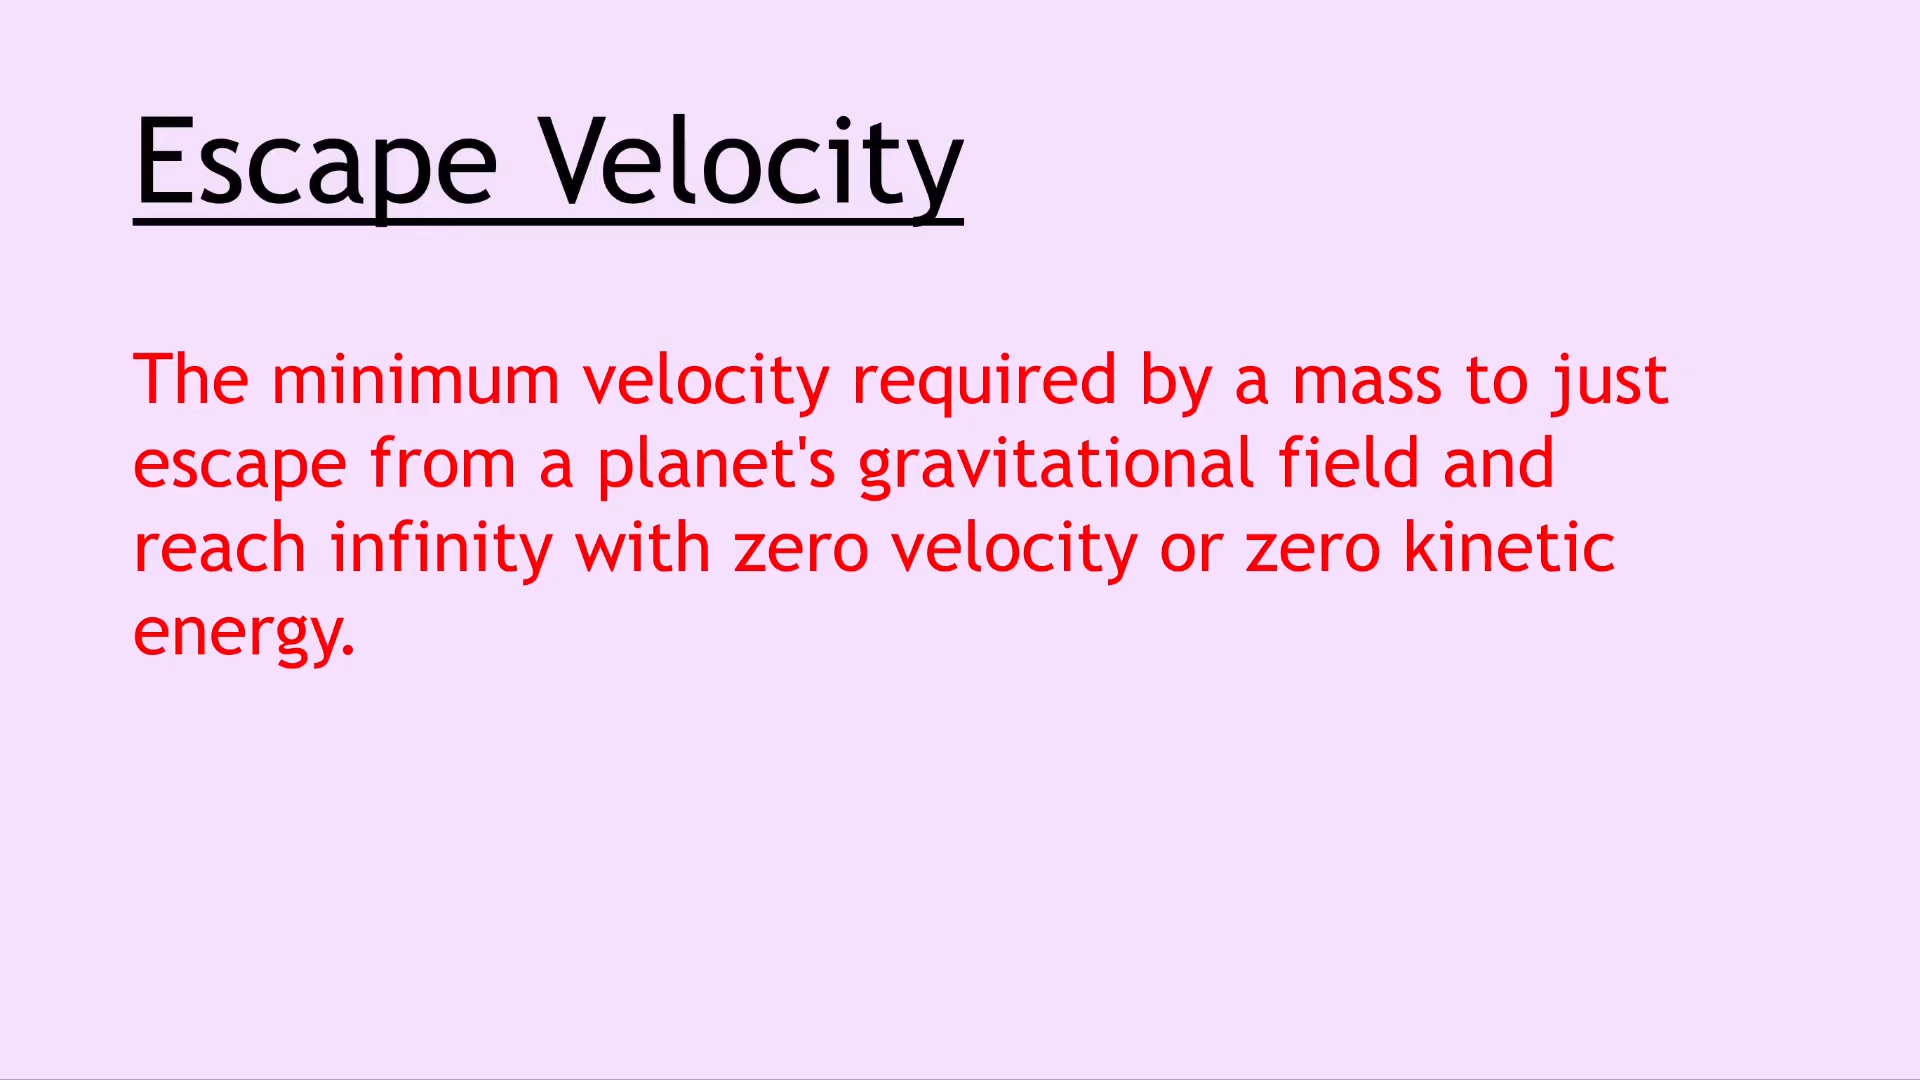 Escape Velocity
The minimum velocity required by a mass to just
escape from a planet's gravitational field and
reach infinity with zero velocity or zero kinetic
energy.